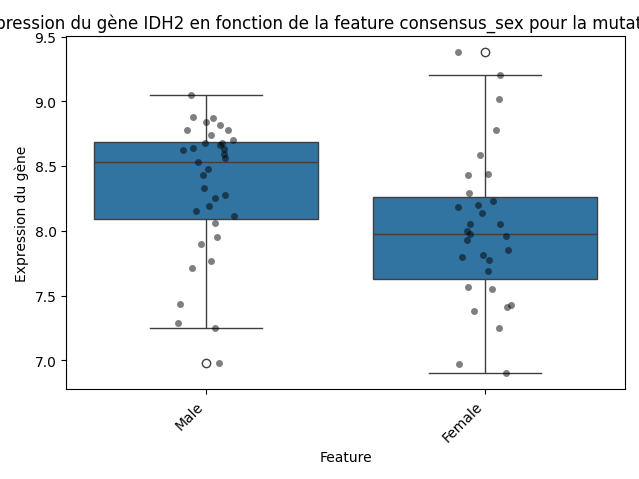 pression du gène IDH2 en fonction de la feature consensus_sex pour la mutat
9.5
9.0
8.5
8.0
7.5
7.0
Expression du gène
Male
Female
Feature